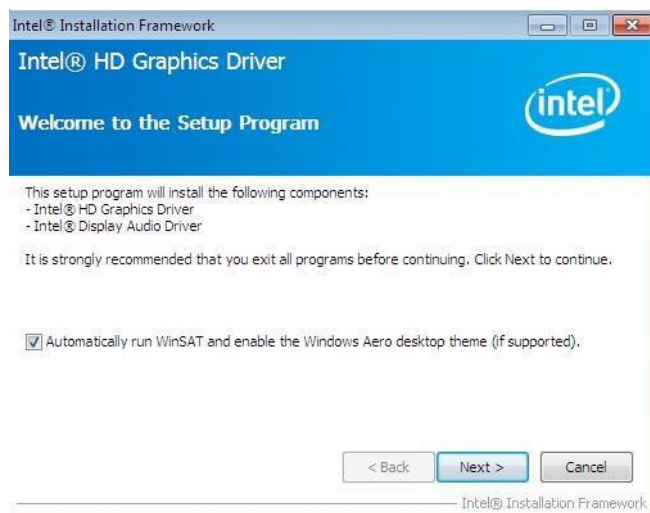 Intel® Installation Framework
Intel® HD Graphics Driver
Welcome to the Setup Program
intel
This setup program will install the following components:
- Intel® HD Graphics Driver
- Intel® Display Audio Driver
It is strongly recommended that you exit all programs before continuing. Click Next to continue.
Automatically run WinSAT and enable the Windows Aero desktop theme (if supported).
< Back Next > Cancel
Intel® Installation Framework